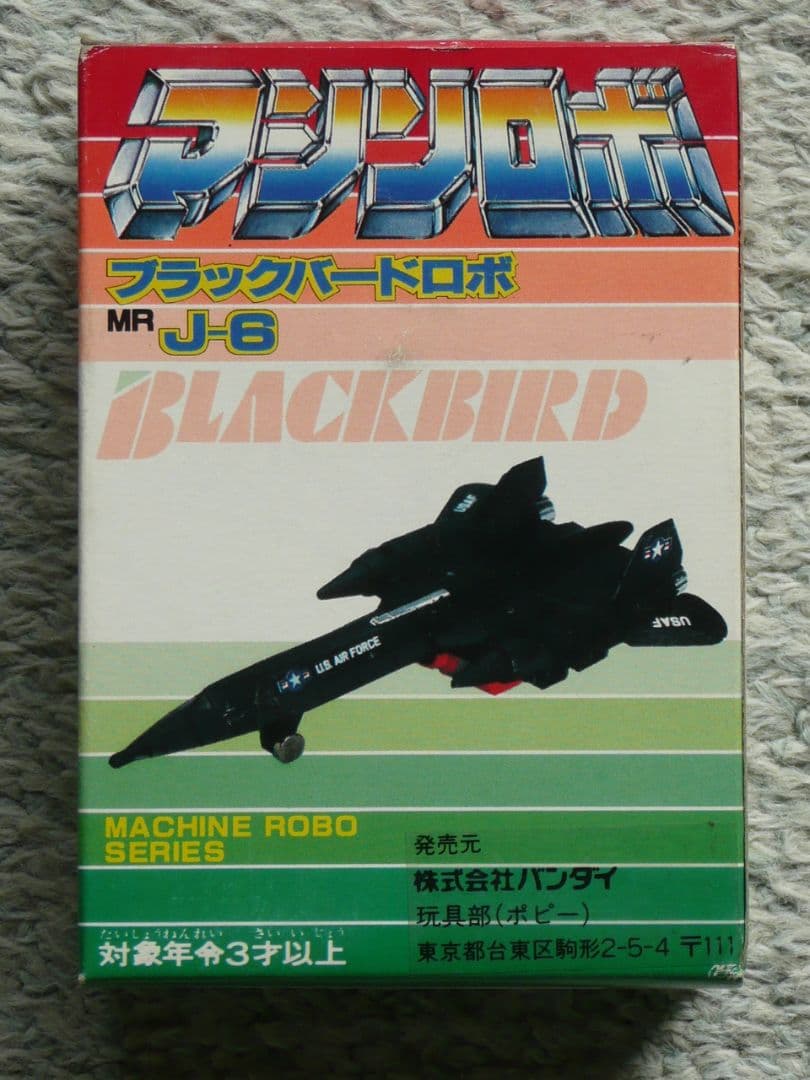 マシンロボ
ブラックバードロボ
MR J-6
BLACKBIRD
USAF
USAF
U.S. AIR FORCE
MACHINE ROBO
SERIES
発売元
株式会社バンダイ
玩具部(ポピー)
東京都台東区駒形2-5-4 〒111
たいしょうねんれい さいいじょう
対象年令3才以上